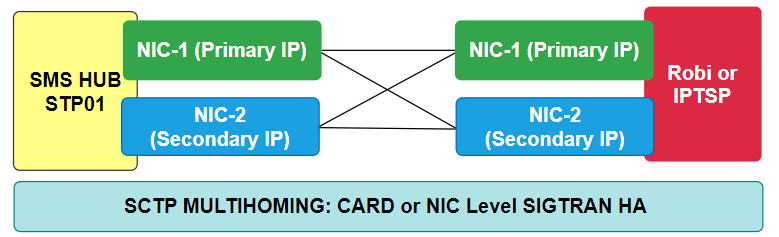 SMS HUB
STP01
NIC-1 (Primary IP)
NIC-2
(Secondary IP)
NIC-1 (Primary IP)
NIC-2
(Secondary IP)
Robi or
IPTSP
SCTP MULTIHOMING: CARD or NIC Level SIGTRAN HA